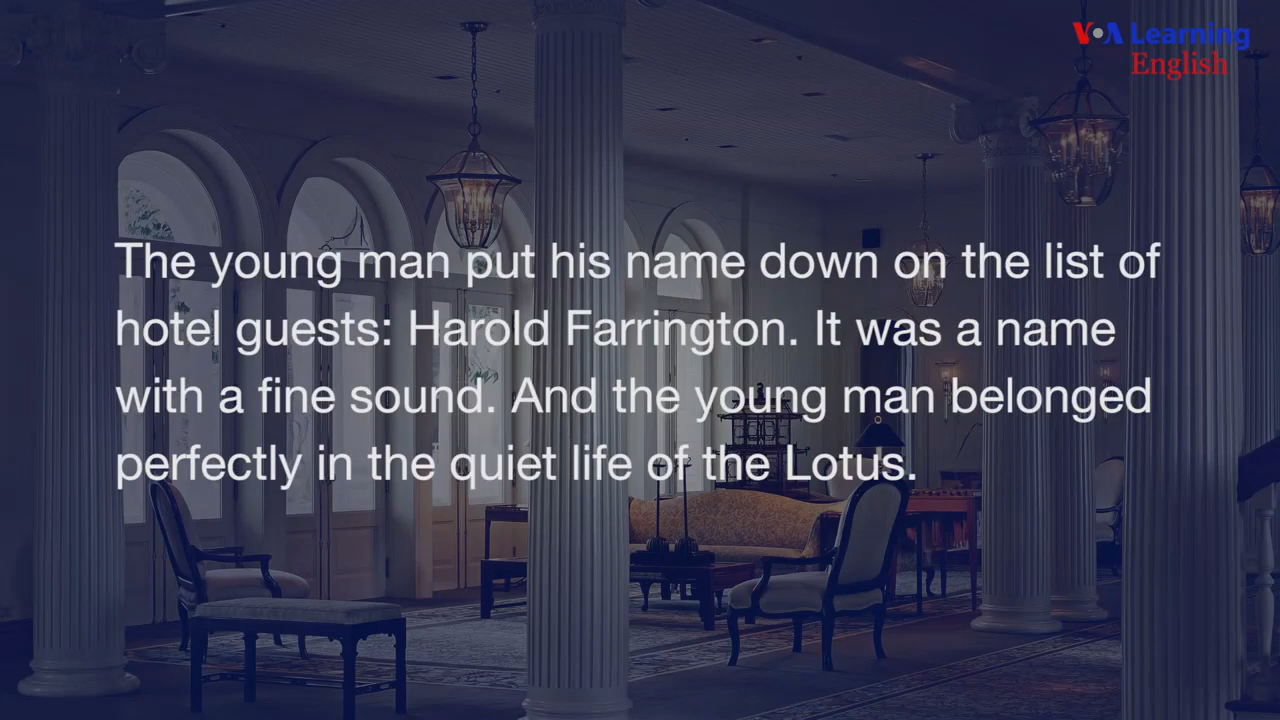 VOA Learning
English
The young man put his name down on the list of
hotel guests: Harold Farrington. It was a name
with a fine sound. And the young man belonged
perfectly in the quiet life of the Lotus.